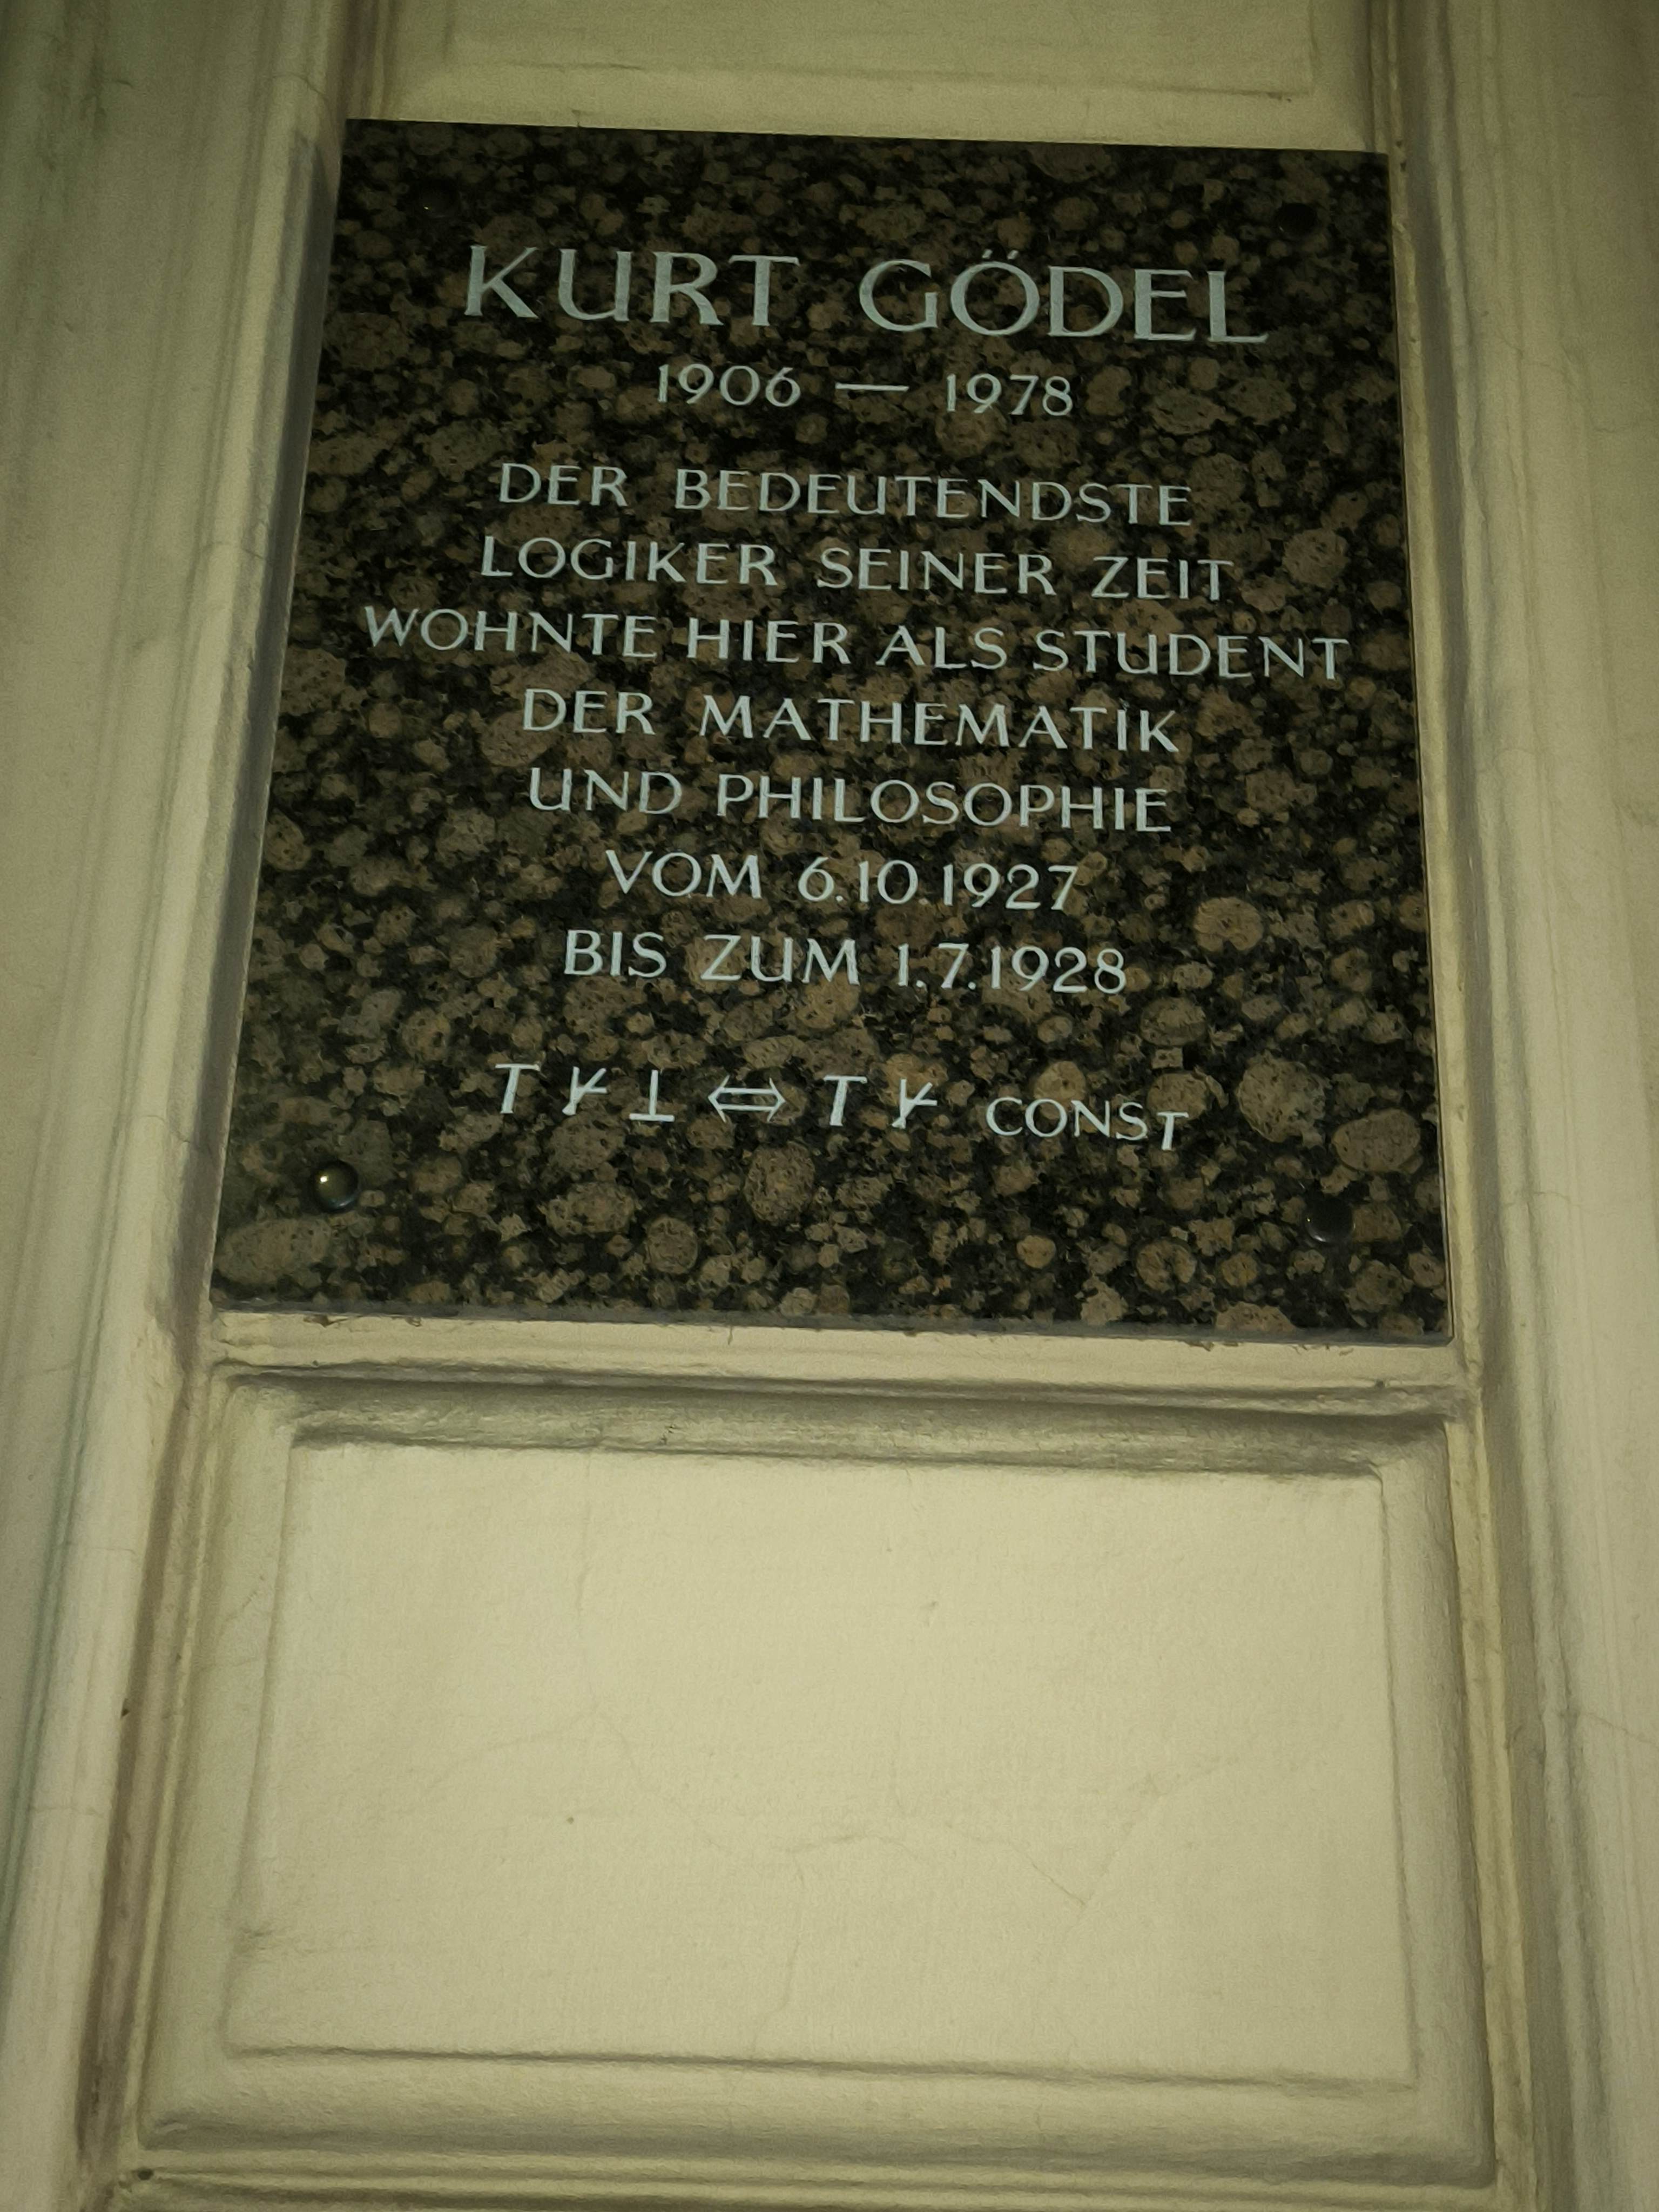 KURT GÖDEL
1906 — 1978
DER BEDEUTENDSTE
LOGIKER SEINER ZEIT
WOHNTE HIER ALS STUDENT
DER MATHEMATIK
UND PHILOSOPHIE
VOM 6.10.1927
BIS ZUM 1.7.1928
T ⊬ ⊥ ⇔ T ⊬ CONST